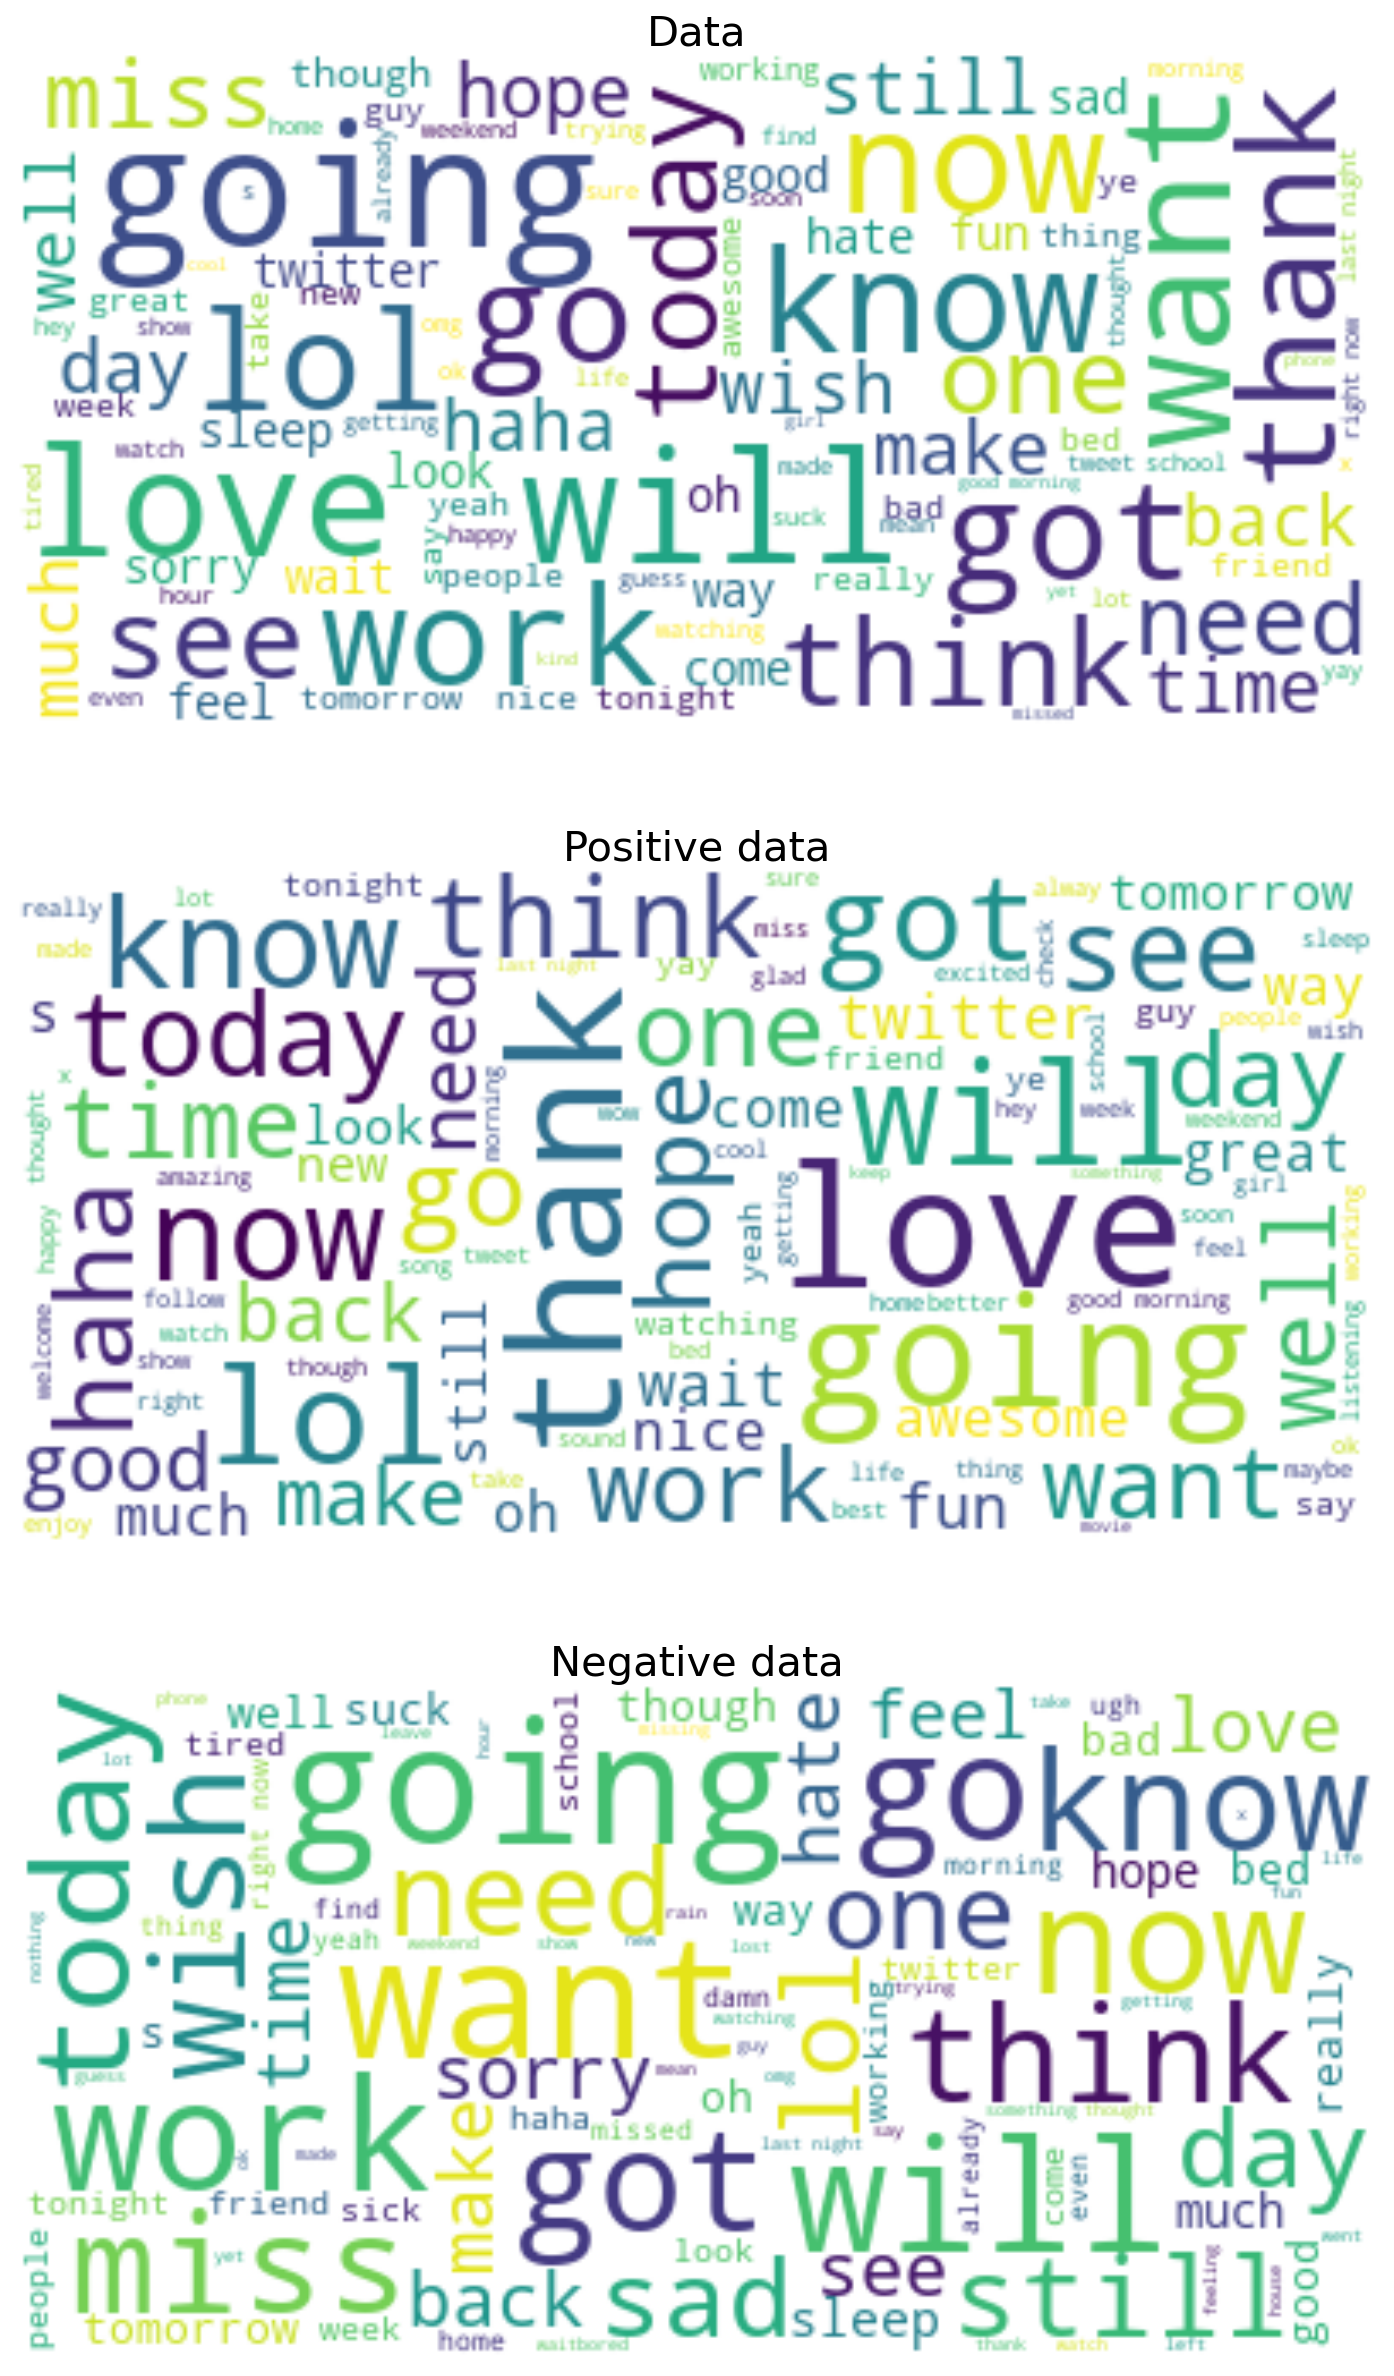 Data
miss
though
hope
working
still
sad
morning
home
guy
weekend
trying
find
today
want
thank
going
s
already
sure
good
soon
now
ye
well
cool
twitter
awesome
hate
fun
thing
last night
great
new
take
omg
go
know
thought
hey
show
day
lol
ok
life
wish
one
phone
right now
week
sleep
getting
haha
girl
make
bed
watch
look
made
good morning
tweet
school
x
tired
love
yeah
will
oh
suck
bad
mean
got
back
say
happy
sorry
wait
people
guess
way
really
friend
much
hour
yet
lot
need
see
work
watching
kind
come
think
time
yay
even
feel
tomorrow
nice
tonight
missed
Positive data
really
know
lot
tonight
think
sure
got
alway
tomorrow
made
miss
check
see
sleep
last night
yay
glad
excited
way
s
today
need
thank
one
twitter
guy
people
wish
x
friend
will
school
day
time
look
morning
wow
hope
come
ye
hey
week
weekend
thought
new
cool
great
amazing
go
keep
something
girl
haha
now
love
soon
working
happy
song
tweet
yeah
getting
feel
well
follow
back
home
better
good morning
welcome
watch
still
watching
going
listening
show
though
bed
right
lol
wait
awesome
good
sound
nice
ok
make
take
work
life
thing
want
maybe
much
oh
best
fun
say
enjoy
movie
Negative data
today
phone
well
suck
school
though
hate
feel
take
ugh
love
leave
missing
bad
tired
hour
lot
wish
going
go
know
x
right now
need
morning
hope
bed
life
fun
find
rain
way
one
now
thing
yeah
weekend
show
new
lost
nothing
time
want
lol
twitter
trying
really
s
damn
working
getting
watching
think
guess
sorry
guy
mean
omg
work
make
oh
something
thought
haha
missed
say
day
ok
made
got
last night
will
already
come
even
tonight
friend
sick
much
people
miss
yet
look
see
still
feeling
house
good
went
back
sad
sleep
tomorrow
week
home
wait
bored
thank
watch
left